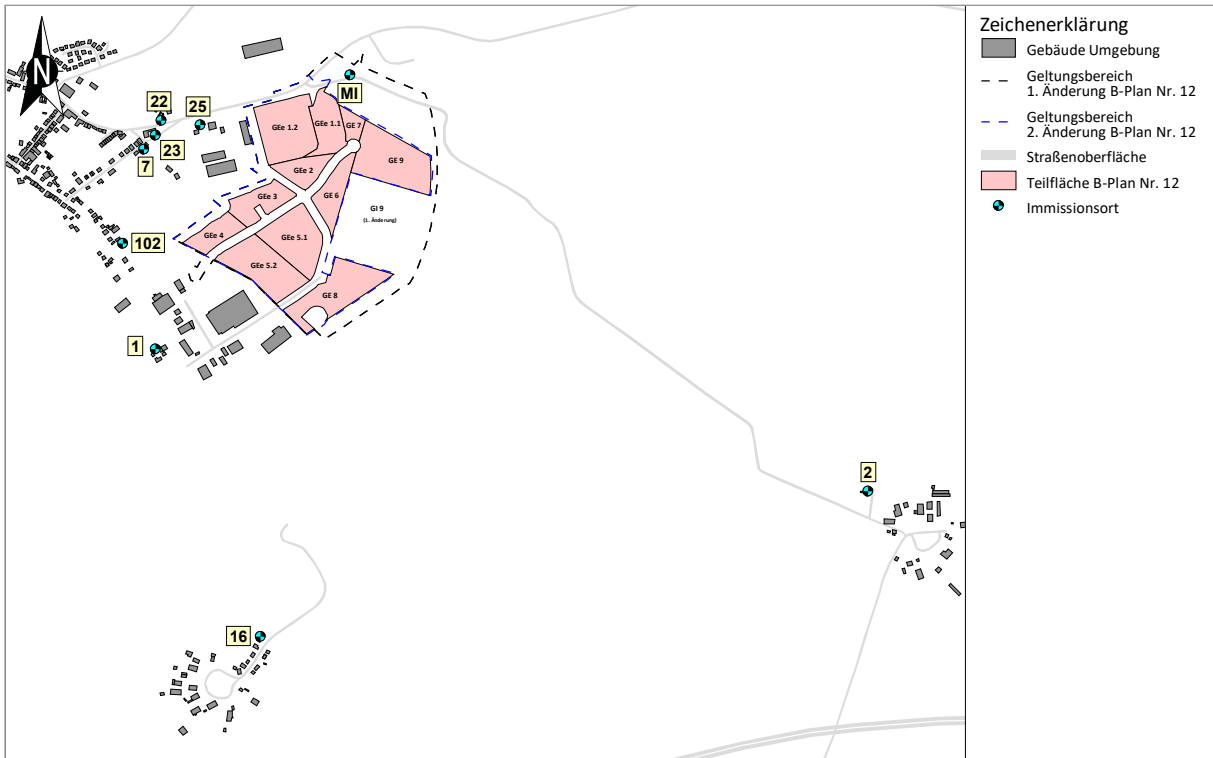 N
22
25
23
7
102
1
MI
GEe 1.2
GEe 1.1
GE 7
GE 9
GEe 2
GEe 3
GE 6
GI 9
(1. Änderung)
GEe 4
GEe 5.1
GEe 5.2
GE 8
2
16
Zeichenerklärung
Gebäude Umgebung
Geltungsbereich
1. Änderung B-Plan Nr. 12
Geltungsbereich
2. Änderung B-Plan Nr. 12
Straßenoberfläche
Teilfläche B-Plan Nr. 12
Immissionsort